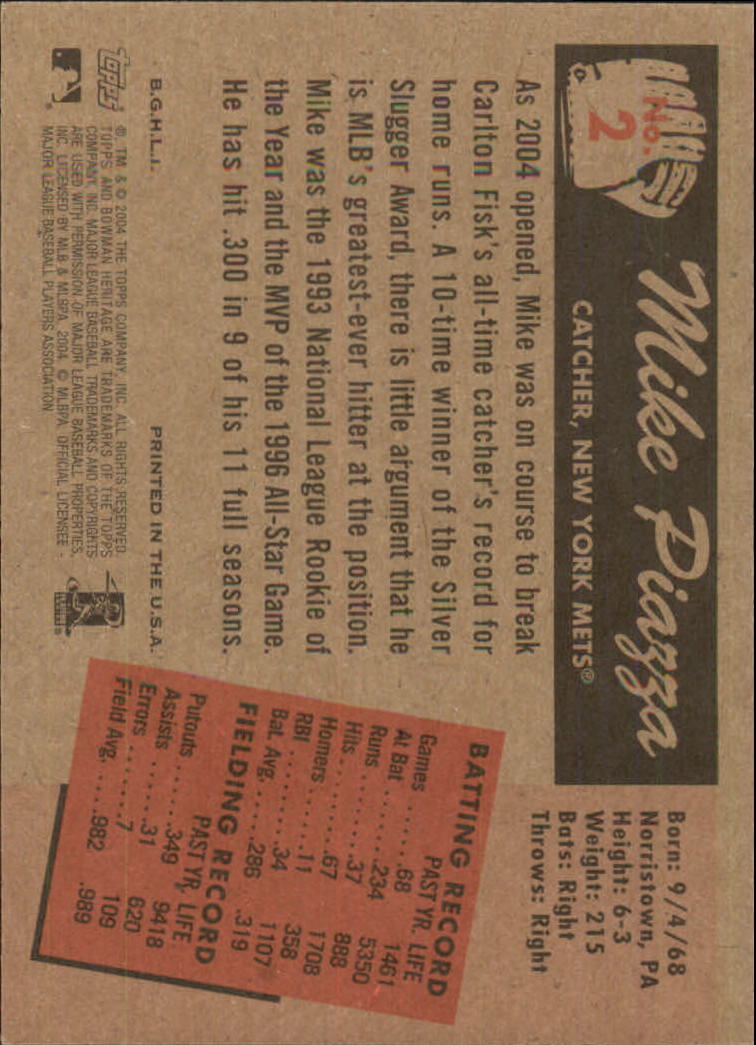 No.
2
Mike Piazza
CATCHER, NEW YORK METS®
Born: 9/4/68
Norristown, PA
Height: 6-3
Weight: 215
Bats: Right
Throws: Right
As 2004 opened, Mike was on course to break
Carlton Fisk's all-time catcher's record for
home runs. A 10-time winner of the Silver
Slugger Award, there is little argument that he
is MLB's greatest-ever hitter at the position.
Mike was the 1993 National League Rookie of
the Year and the MVP of the 1996 All-Star Game.
He has hit .300 in 9 of his 11 full seasons.
BATTING RECORD
PAST YR. LIFE
Games ......68 1461
At Bat ......234 5350
Runs ......37 888
Hits ......67 1708
Homers ......11 358
RBI ......34 1107
Bat. Avg. .....286 .319
FIELDING RECORD
PAST YR. LIFE
Putouts ......349 9418
Assists ......31 620
Errors ......7 109
Field Avg. .....982 .989
B.G.H.L.I. PRINTED IN THE U.S.A.
Topps
®, TM & © 2004 THE TOPPS COMPANY, INC. ALL RIGHTS RESERVED.
TOPPS AND BOWMAN HERITAGE ARE TRADEMARKS OF THE TOPPS
COMPANY, INC. MAJOR LEAGUE BASEBALL TRADEMARKS AND COPYRIGHTS
ARE USED WITH PERMISSION OF MAJOR LEAGUE BASEBALL PROPERTIES,
INC. LICENSED BY MLB & MLBPA 2004 © MLBPA OFFICIAL LICENSEE -
MAJOR LEAGUE BASEBALL PLAYERS ASSOCIATION